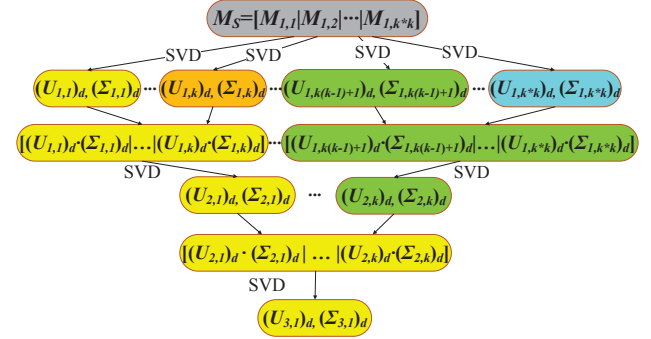 M_S=[M_{1,1}|M_{1,2}|···|M_{1,k*k}]
SVD SVD SVD SVD
(U_{1,1})_d,(Σ_{1,1})_d ··· (U_{1,k})_d,(Σ_{1,k})_d ··· (U_{1,k(k-1)+1})_d,(Σ_{1,k(k-1)+1})_d ··· (U_{1,k*k})_d,(Σ_{1,k*k})_d
[(U_{1,1})_d·(Σ_{1,1})_d|...|(U_{1,k})_d·(Σ_{1,k})_d] ··· [(U_{1,k(k-1)+1})_d·(Σ_{1,k(k-1)+1})_d|...|(U_{1,k*k})_d·(Σ_{1,k*k})_d]
SVD SVD
(U_{2,1})_d,(Σ_{2,1})_d ··· (U_{2,k})_d,(Σ_{2,k})_d
[(U_{2,1})_d · (Σ_{2,1})_d| ... |(U_{2,k})_d·(Σ_{2,k})_d]
SVD
(U_{3,1})_d,(Σ_{3,1})_d